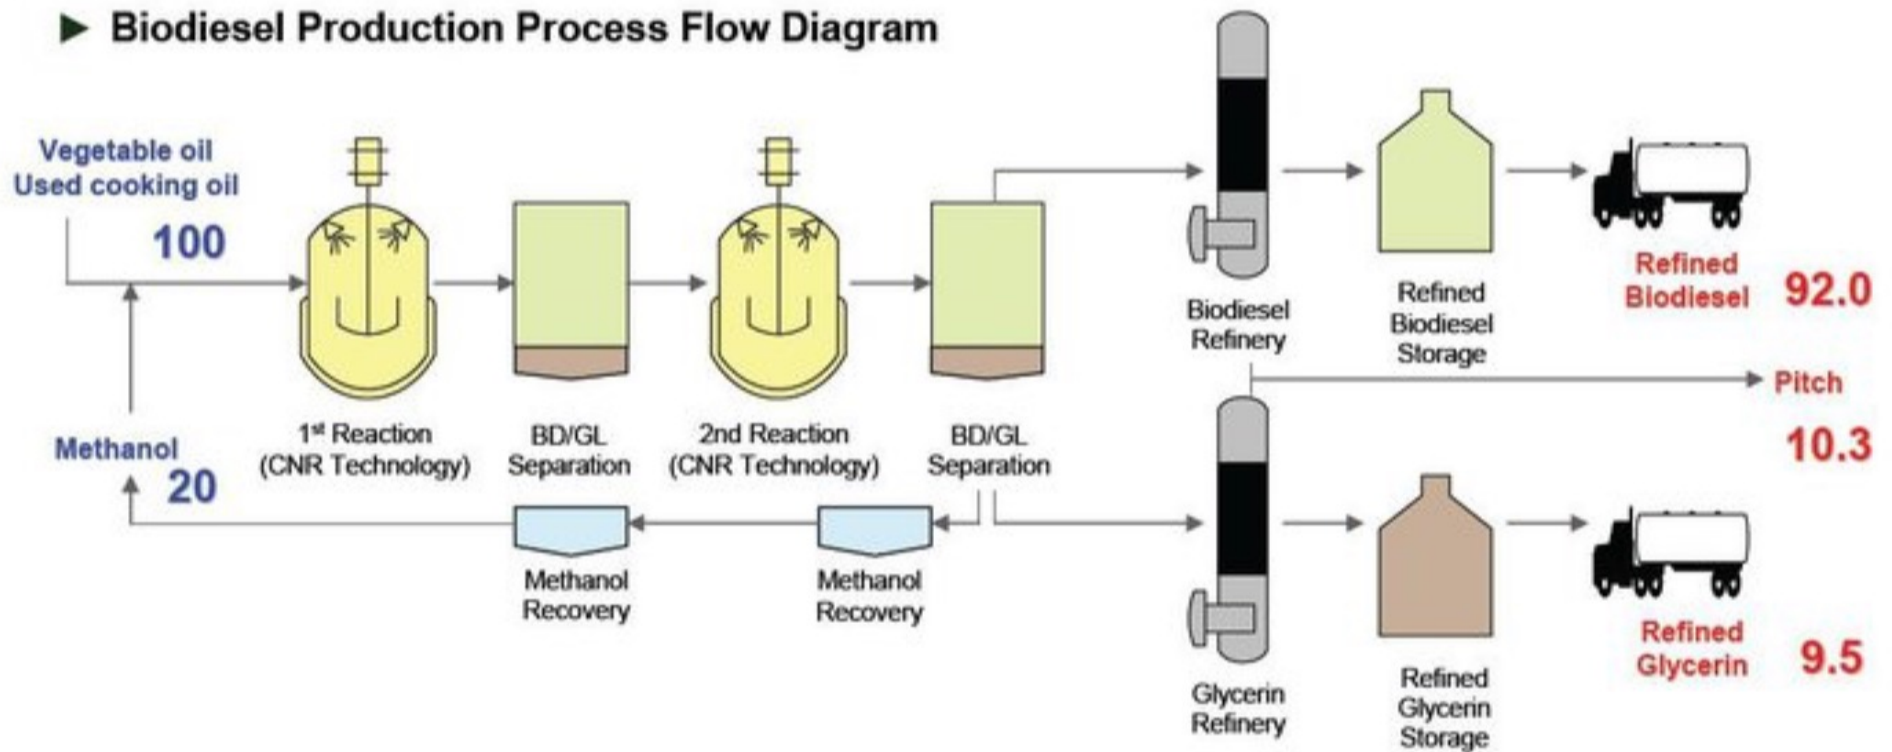 ► Biodiesel Production Process Flow Diagram
Vegetable oil
Used cooking oil
100
Methanol
20
1st Reaction
(CNR Technology)
BD/GL
Separation
2nd Reaction
(CNR Technology)
BD/GL
Separation
Methanol
Recovery
Methanol
Recovery
Biodiesel
Refinery
Refined
Biodiesel
Storage
Refined
Biodiesel
92.0
Pitch
10.3
Glycerin
Refinery
Refined
Glycerin
Storage
Refined
Glycerin
9.5